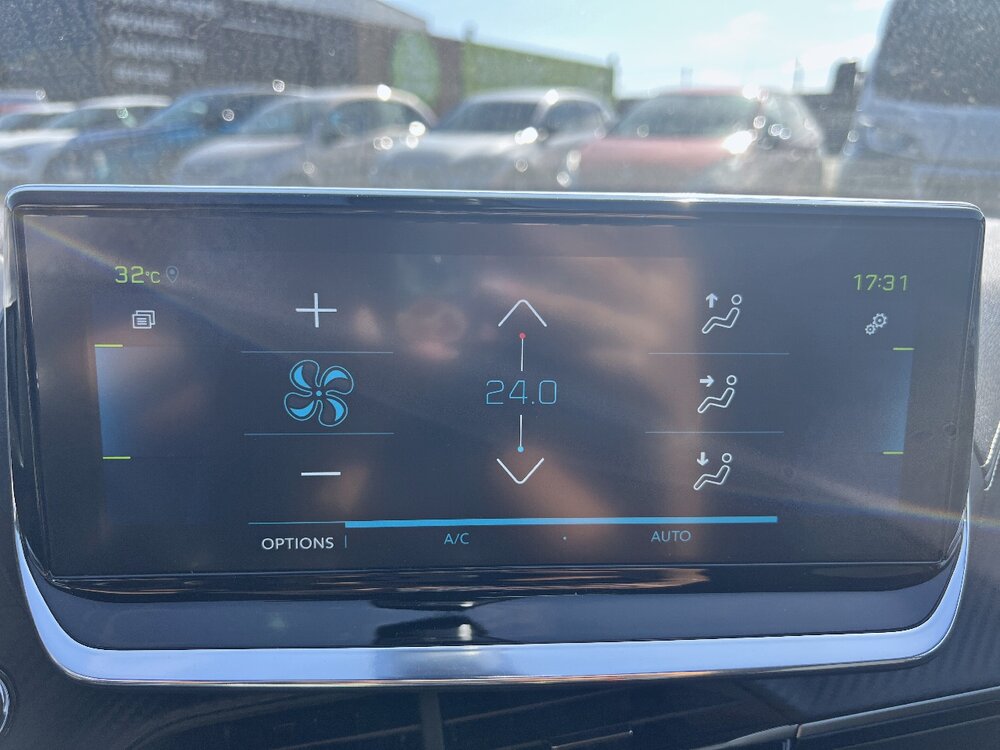 32°C
17:31
24.0
OPTIONS
A/C
AUTO